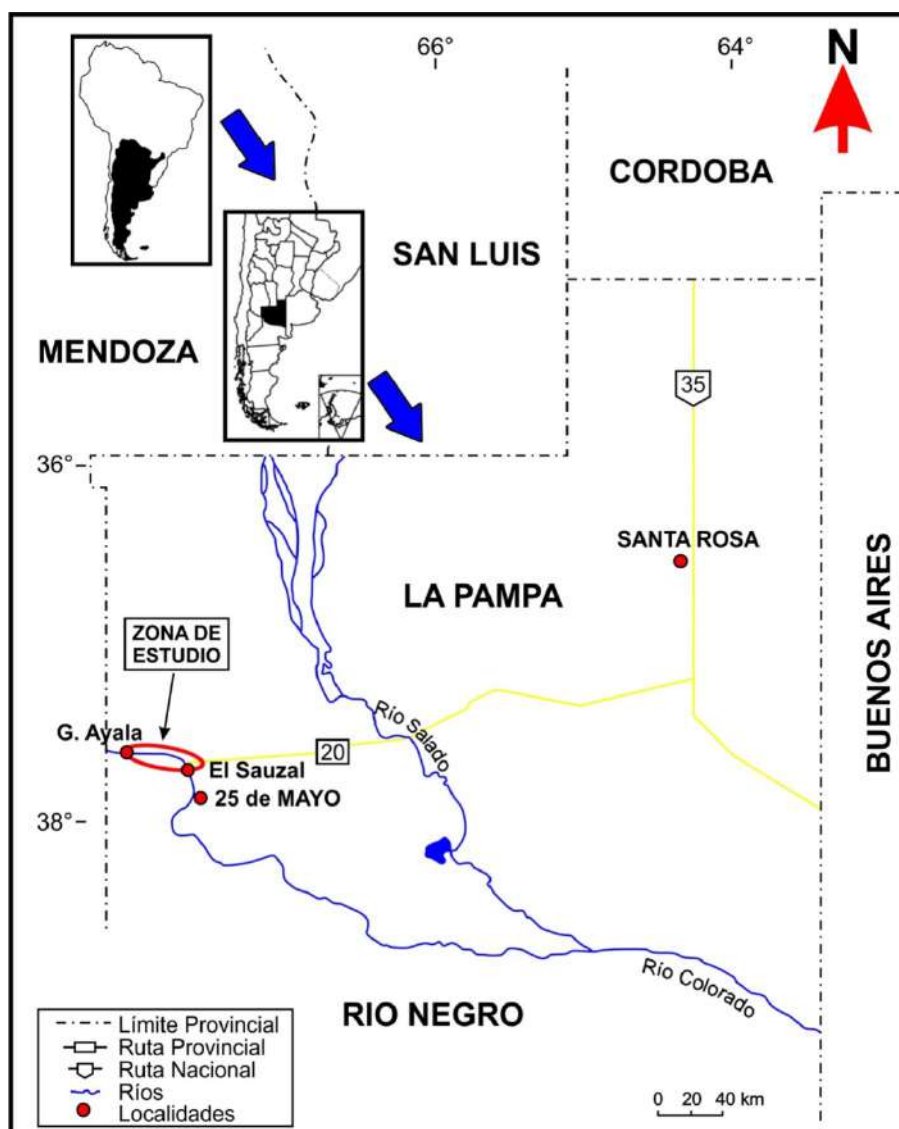 66°
64°
N
CORDOBA
SAN LUIS
MENDOZA
35
36°
SANTA ROSA
LA PAMPA
BUENOS AIRES
ZONA DE
ESTUDIO
Río Salado
G. Ayala
20
El Sauzal
25 de MAYO
38°
Río Colorado
RIO NEGRO
Límite Provincial
Ruta Provincial
Ruta Nacional
Ríos
Localidades
0 20 40 km